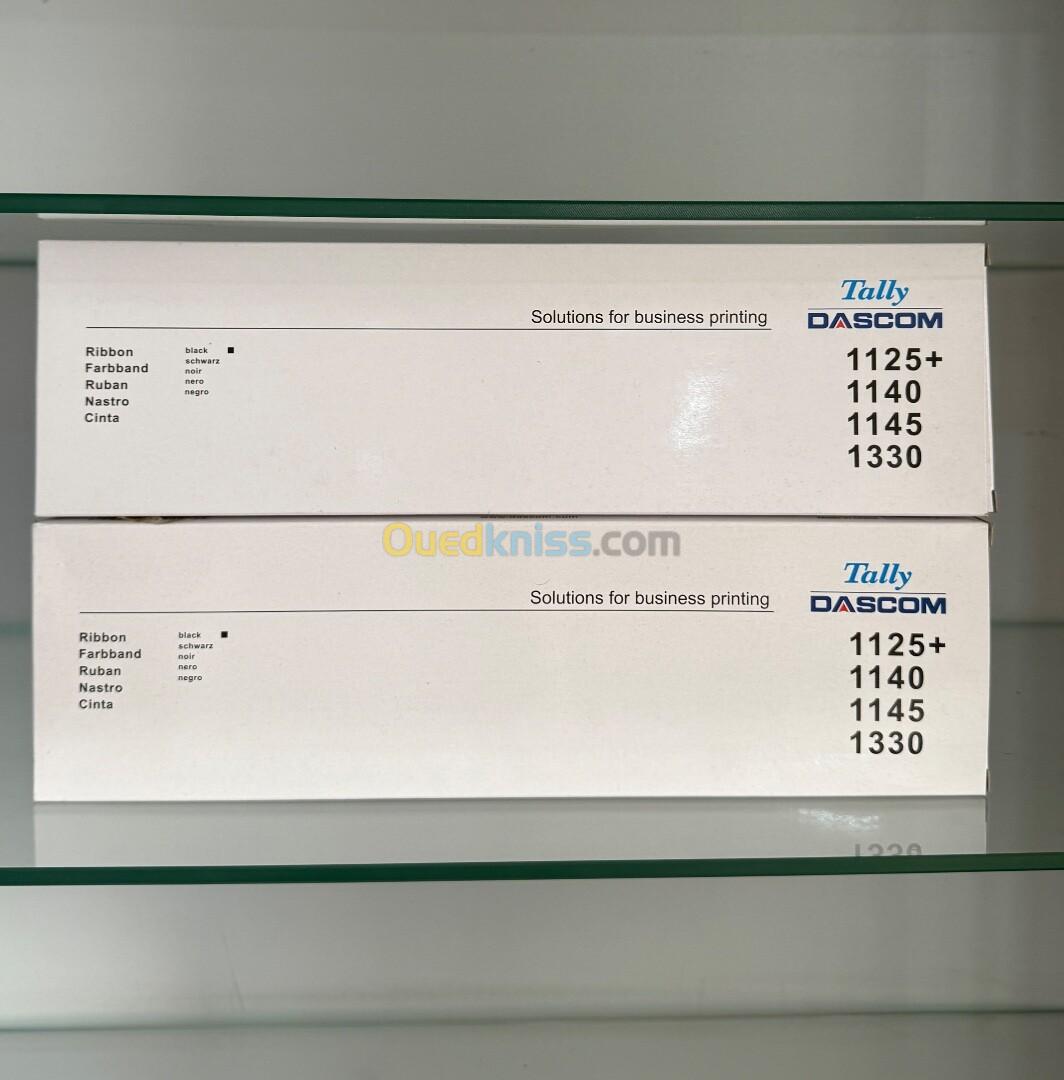 Tally
DASCOM
Solutions for business printing
1125+
1140
1145
1330
Ribbon
Farbband
Ruban
Nastro
Cinta
black
schwarz
noir
nero
negro
Ouedkniss.com
Tally
DASCOM
Solutions for business printing
1125+
1140
1145
1330
Ribbon
Farbband
Ruban
Nastro
Cinta
black
schwarz
noir
nero
negro